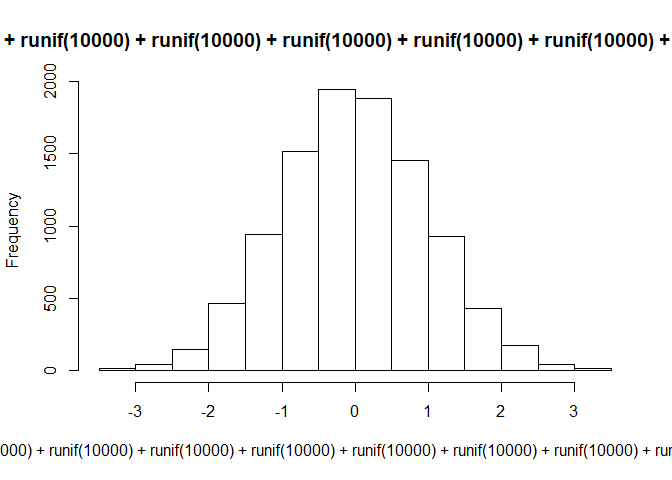 + runif(10000) + runif(10000) + runif(10000) + runif(10000) + runif(10000) +
Frequency
2000
1500
1000
500
0
-3 -2 -1 0 1 2 3
000) + runif(10000) + runif(10000) + runif(10000) + runif(10000) + runif(10000) + runif(10000) + run